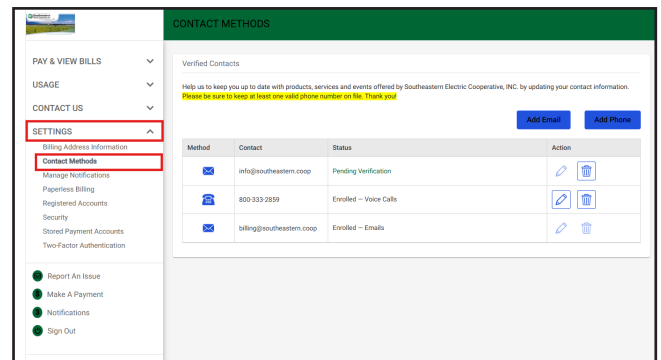 CONTACT METHODS
PAY & VIEW BILLS
USAGE
CONTACT US
SETTINGS
Billing Address Information
Contact Methods
Manage Notifications
Paperless Billing
Registered Accounts
Security
Stored Payment Accounts
Two-Factor Authentication
Report An Issue
Make A Payment
Notifications
Sign Out
Verified Contacts
Help us to keep you up to date with products, services and events offered by Southeastern Electric Cooperative, INC. by updating your contact information.
Please be sure to keep at least one valid phone number on file. Thank you!
Add Email Add Phone
Method Contact Status Action
info@southeastern.coop Pending Verification
800-333-2859 Enrolled — Voice Calls
billing@southeastern.coop Enrolled — Emails